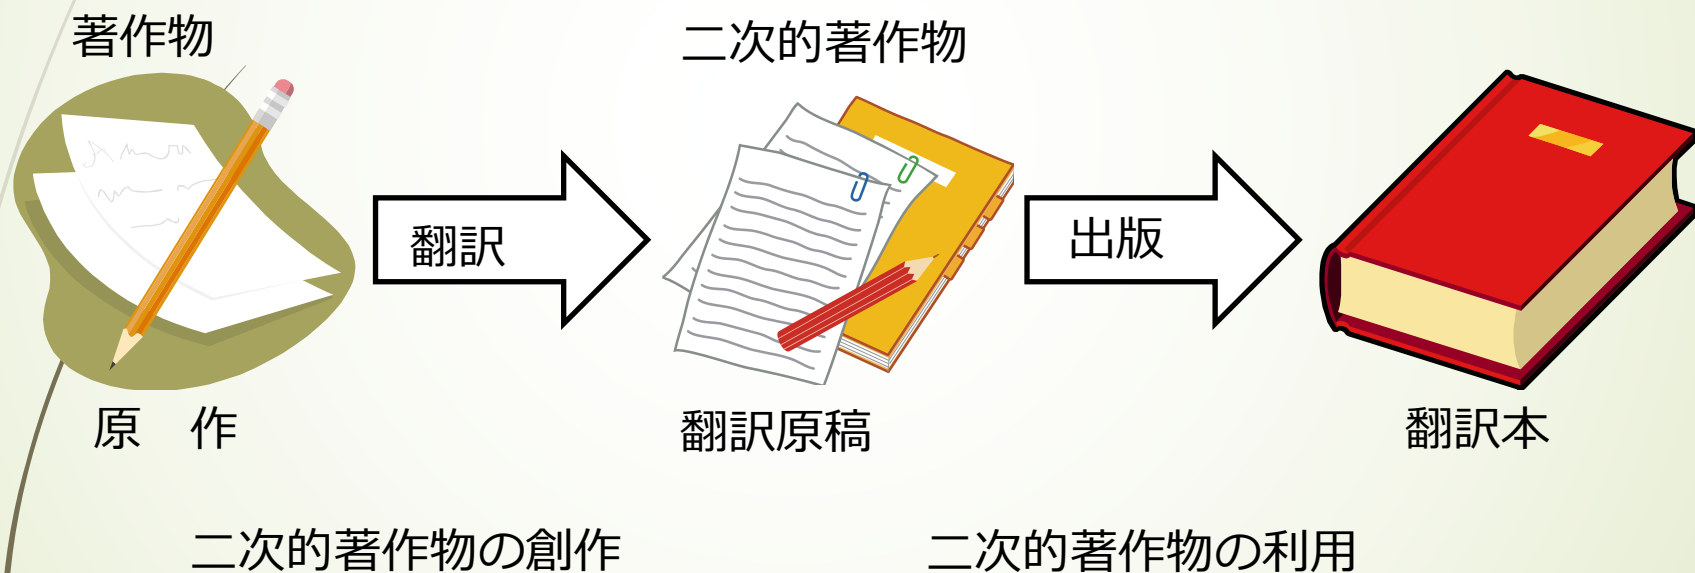 著作物
二次的著作物
翻訳
出版
原　作
翻訳原稿
翻訳本
二次的著作物の創作
二次的著作物の利用